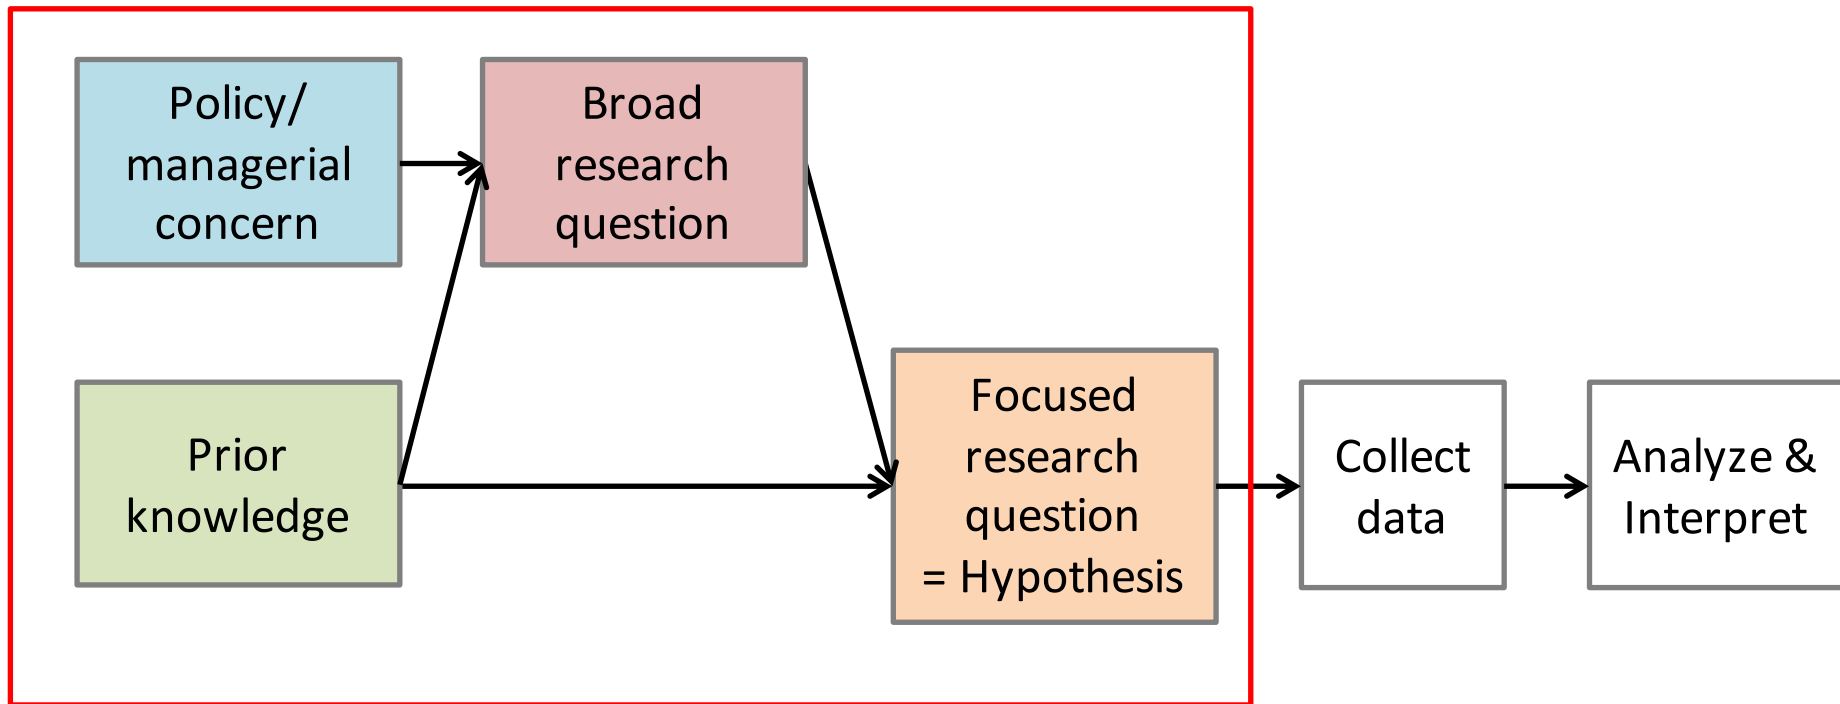 Policy/
managerial
concern
Broad
research
question
Prior
knowledge
Focused
research
question
= Hypothesis
Collect
data
Analyze &
Interpret